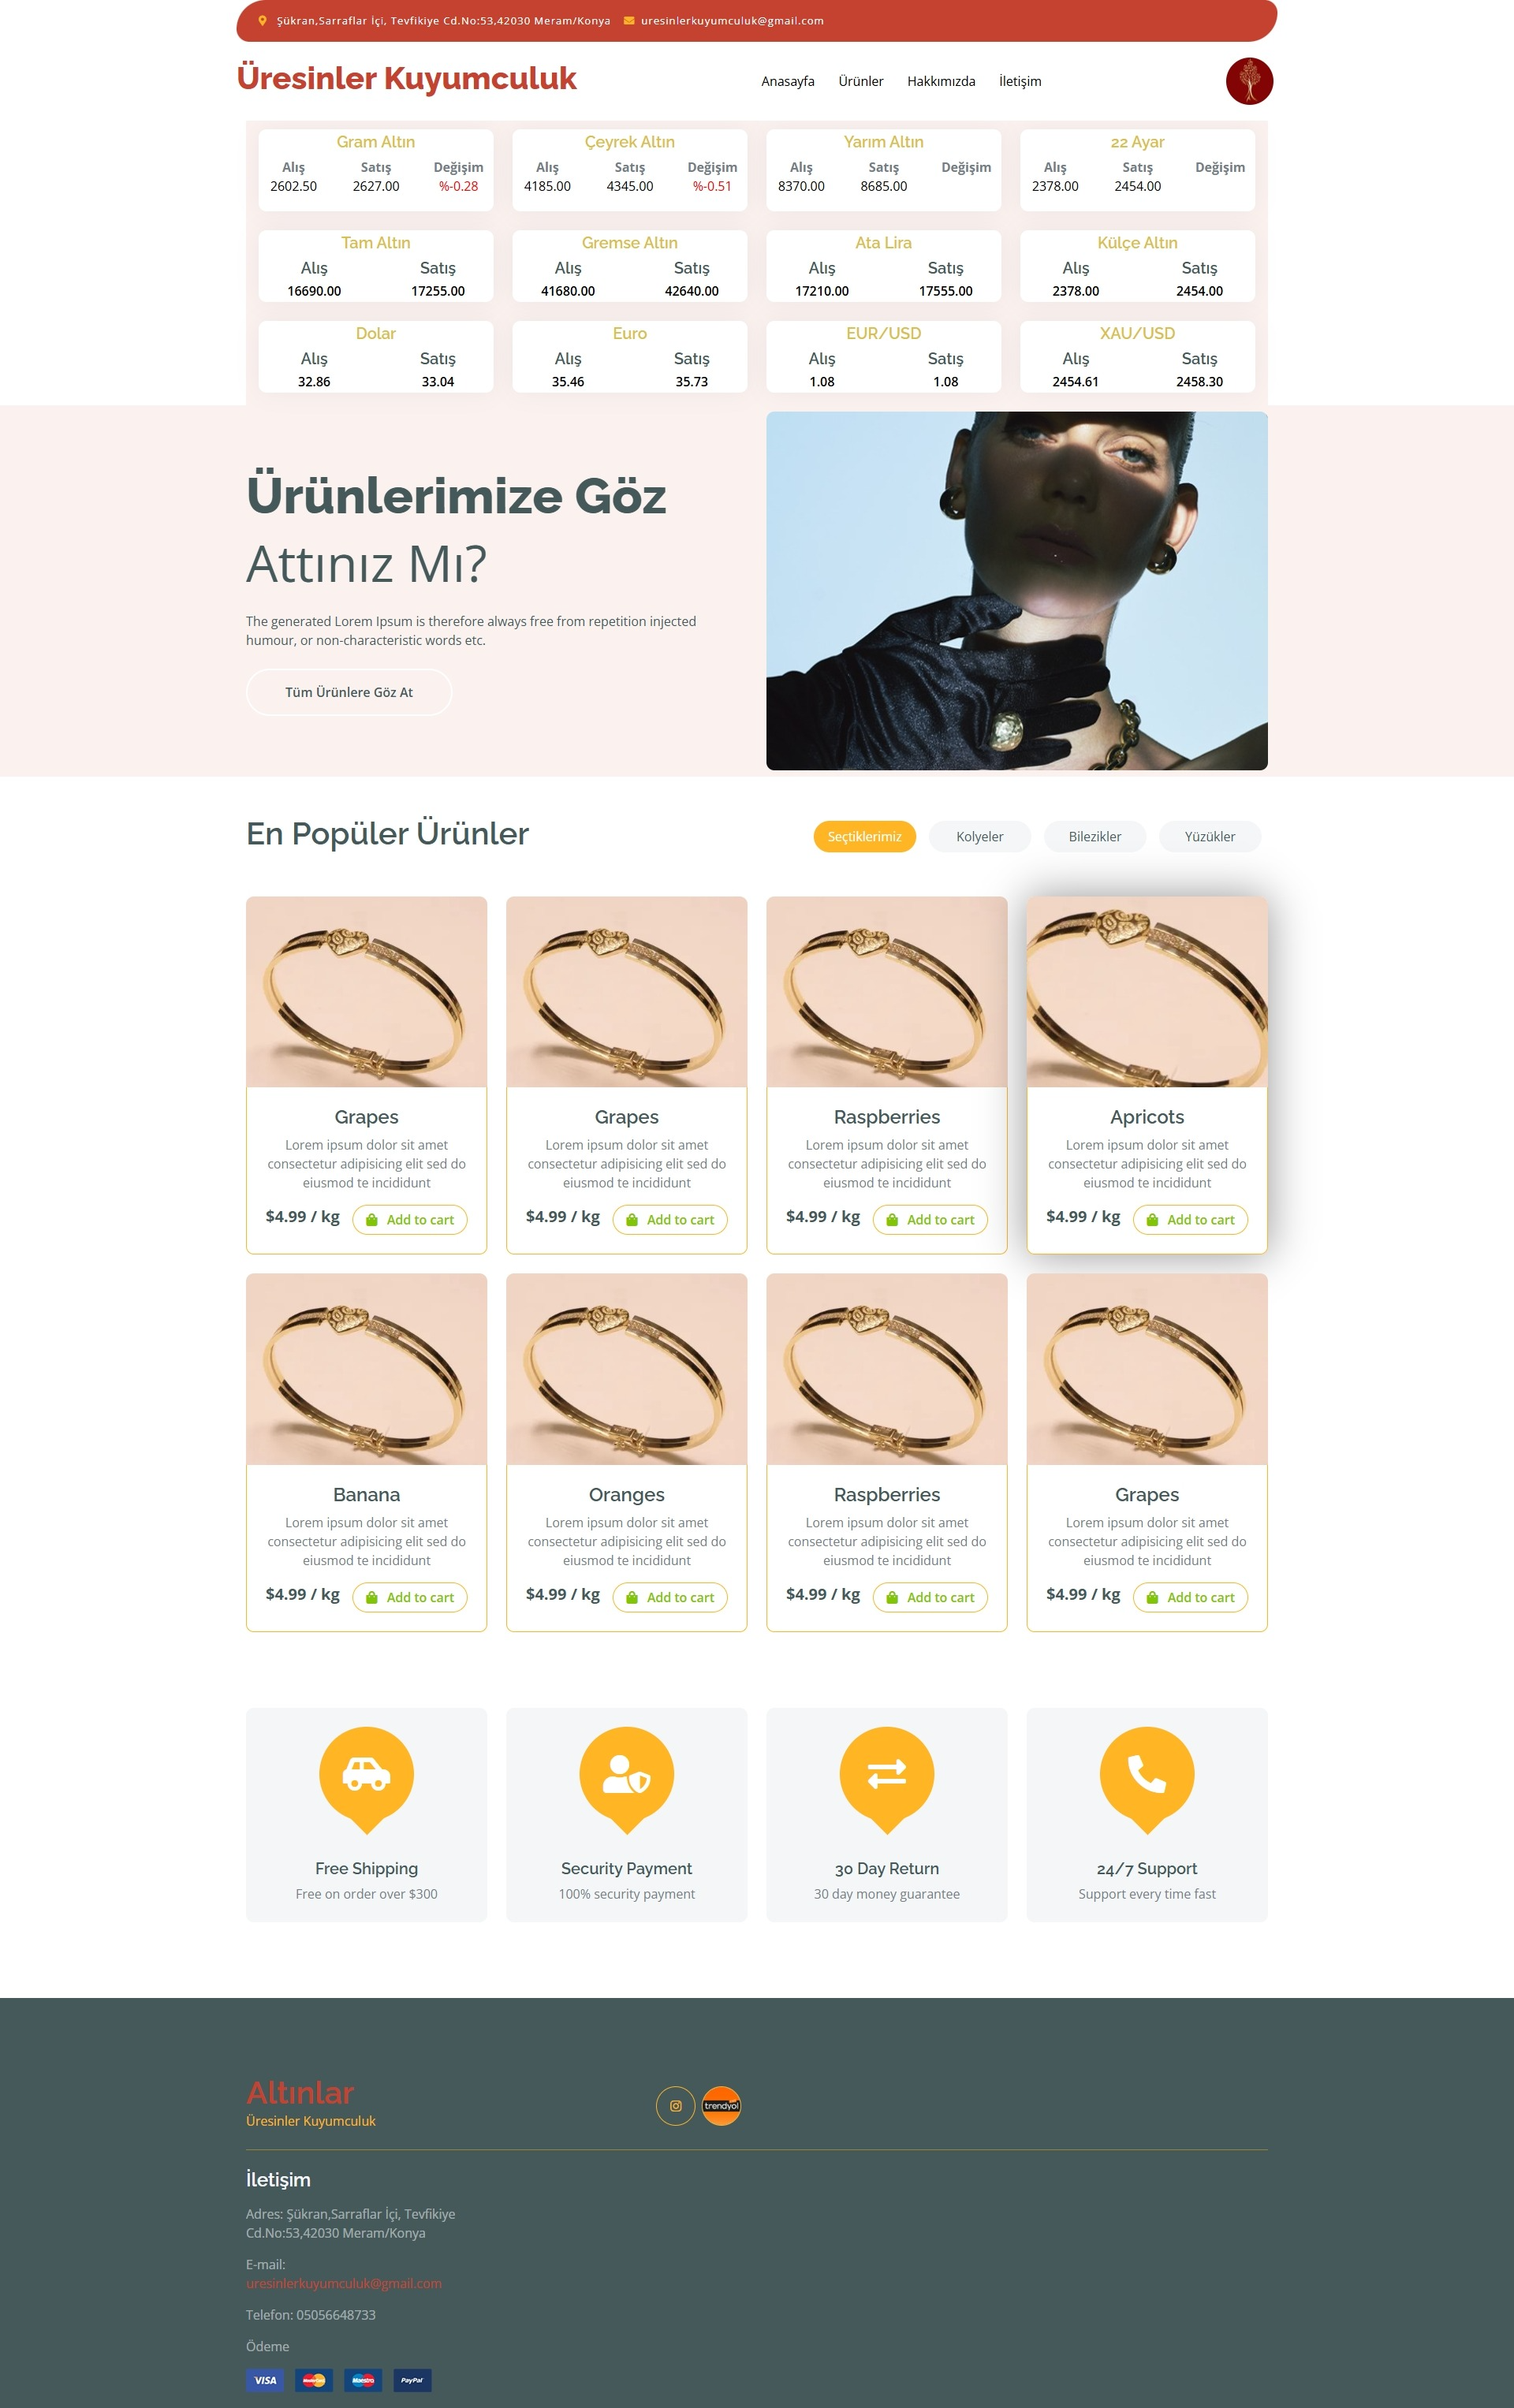 Şükran,Sarraflar İçi, Tevfikiye Cd.No:53,42030 Meram/Konya uresinlerkuyumculuk@gmail.com
Üresinler Kuyumculuk
Anasayfa Ürünler Hakkımızda İletişim
Gram Altın Çeyrek Altın Yarım Altın 22 Ayar
Alış Satış Değişim Alış Satış Değişim Alış Satış Değişim Alış Satış Değişim
2602.50 2627.00 %-0.28 4185.00 4345.00 %-0.51 8370.00 8685.00 2378.00 2454.00
Tam Altın Gremse Altın Ata Lira Külçe Altın
Alış Satış Alış Satış Alış Satış Alış Satış
16690.00 17255.00 41680.00 42640.00 17210.00 17555.00 2378.00 2454.00
Dolar Euro EUR/USD XAU/USD
Alış Satış Alış Satış Alış Satış Alış Satış
32.86 33.04 35.46 35.73 1.08 1.08 2454.61 2458.30
Ürünlerimize Göz
Attınız Mı?
The generated Lorem Ipsum is therefore always free from repetition injected
humour, or non-characteristic words etc.
Tüm Ürünlere Göz At
En Popüler Ürünler
Seçtiklerimiz Kolyeler Bilezikler Yüzükler
Grapes Grapes Raspberries Apricots
Lorem ipsum dolor sit amet Lorem ipsum dolor sit amet Lorem ipsum dolor sit amet Lorem ipsum dolor sit amet
consectetur adipisicing elit sed do consectetur adipisicing elit sed do consectetur adipisicing elit sed do consectetur adipisicing elit sed do
eiusmod te incididunt eiusmod te incididunt eiusmod te incididunt eiusmod te incididunt
$4.99 / kg Add to cart $4.99 / kg Add to cart $4.99 / kg Add to cart $4.99 / kg Add to cart
Banana Oranges Raspberries Grapes
Lorem ipsum dolor sit amet Lorem ipsum dolor sit amet Lorem ipsum dolor sit amet Lorem ipsum dolor sit amet
consectetur adipisicing elit sed do consectetur adipisicing elit sed do consectetur adipisicing elit sed do consectetur adipisicing elit sed do
eiusmod te incididunt eiusmod te incididunt eiusmod te incididunt eiusmod te incididunt
$4.99 / kg Add to cart $4.99 / kg Add to cart $4.99 / kg Add to cart $4.99 / kg Add to cart
Free Shipping Security Payment 30 Day Return 24/7 Support
Free on order over $300 100% security payment 30 day money guarantee Support every time fast
Altınlar
Üresinler Kuyumculuk
trendyol
İletişim
Adres: Şükran,Sarraflar İçi, Tevfikiye
Cd.No:53,42030 Meram/Konya
E-mail:
uresinlerkuyumculuk@gmail.com
Telefon: 05056648733
Ödeme
VISA MasterCard Maestro PayPal